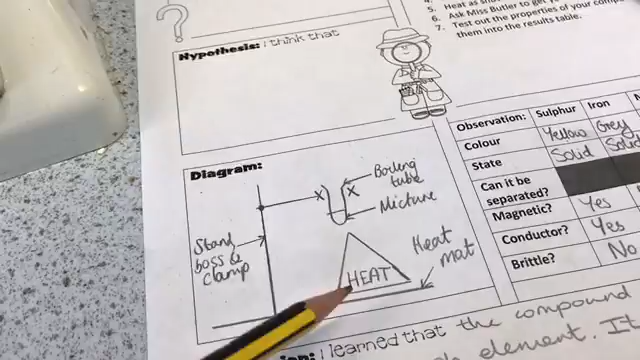 Heat as
6. Ask Miss Butler to get
7. Test out the properties of your
them into the results table.
Hypothesis: I think that
Diagram:
Boiling
tube
Mixture
Stand,
boss &
clamp
Heat
mat
HEAT
Observation: Sulphur Iron
Colour Yellow Grey
State Solid Solid
Can it be
separated?
Magnetic? Yes
Conductor? Yes
Brittle? No
I learned that the compound
element. It